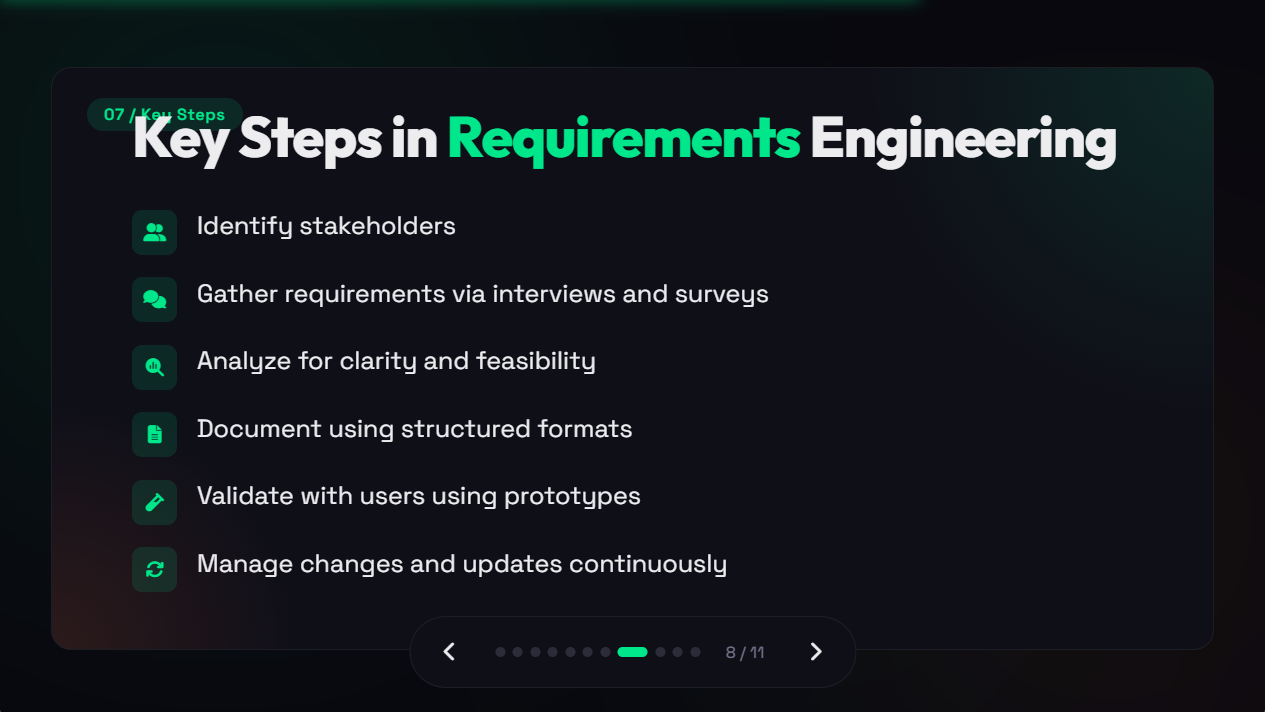 07 / Key Steps
Key Steps in Requirements Engineering
Identify stakeholders
Gather requirements via interviews and surveys
Analyze for clarity and feasibility
Document using structured formats
Validate with users using prototypes
Manage changes and updates continuously
8 / 11